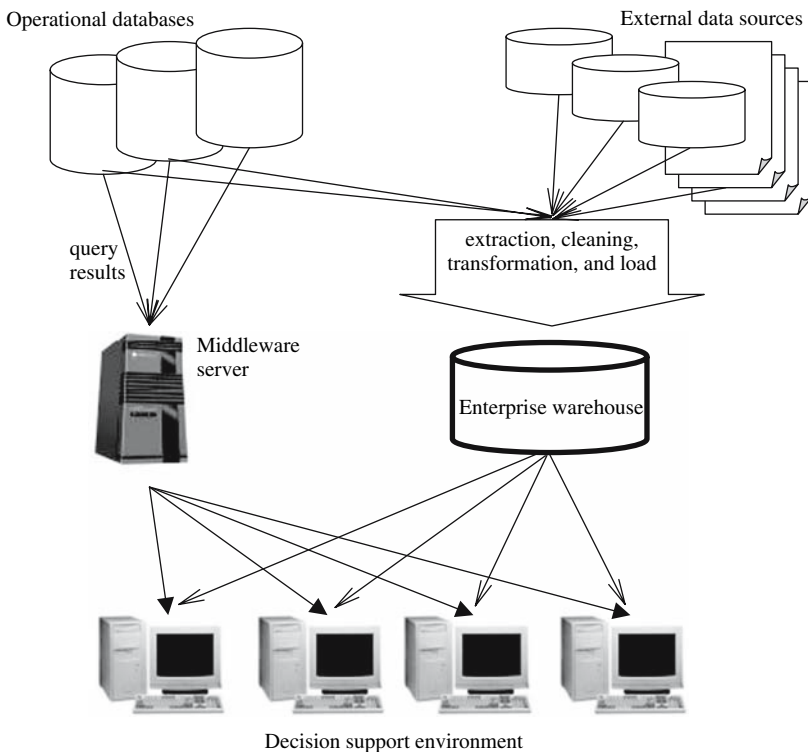 Operational databases
External data sources
query
results
extraction, cleaning,
transformation, and load
Middleware
server
Enterprise warehouse
Decision support environment